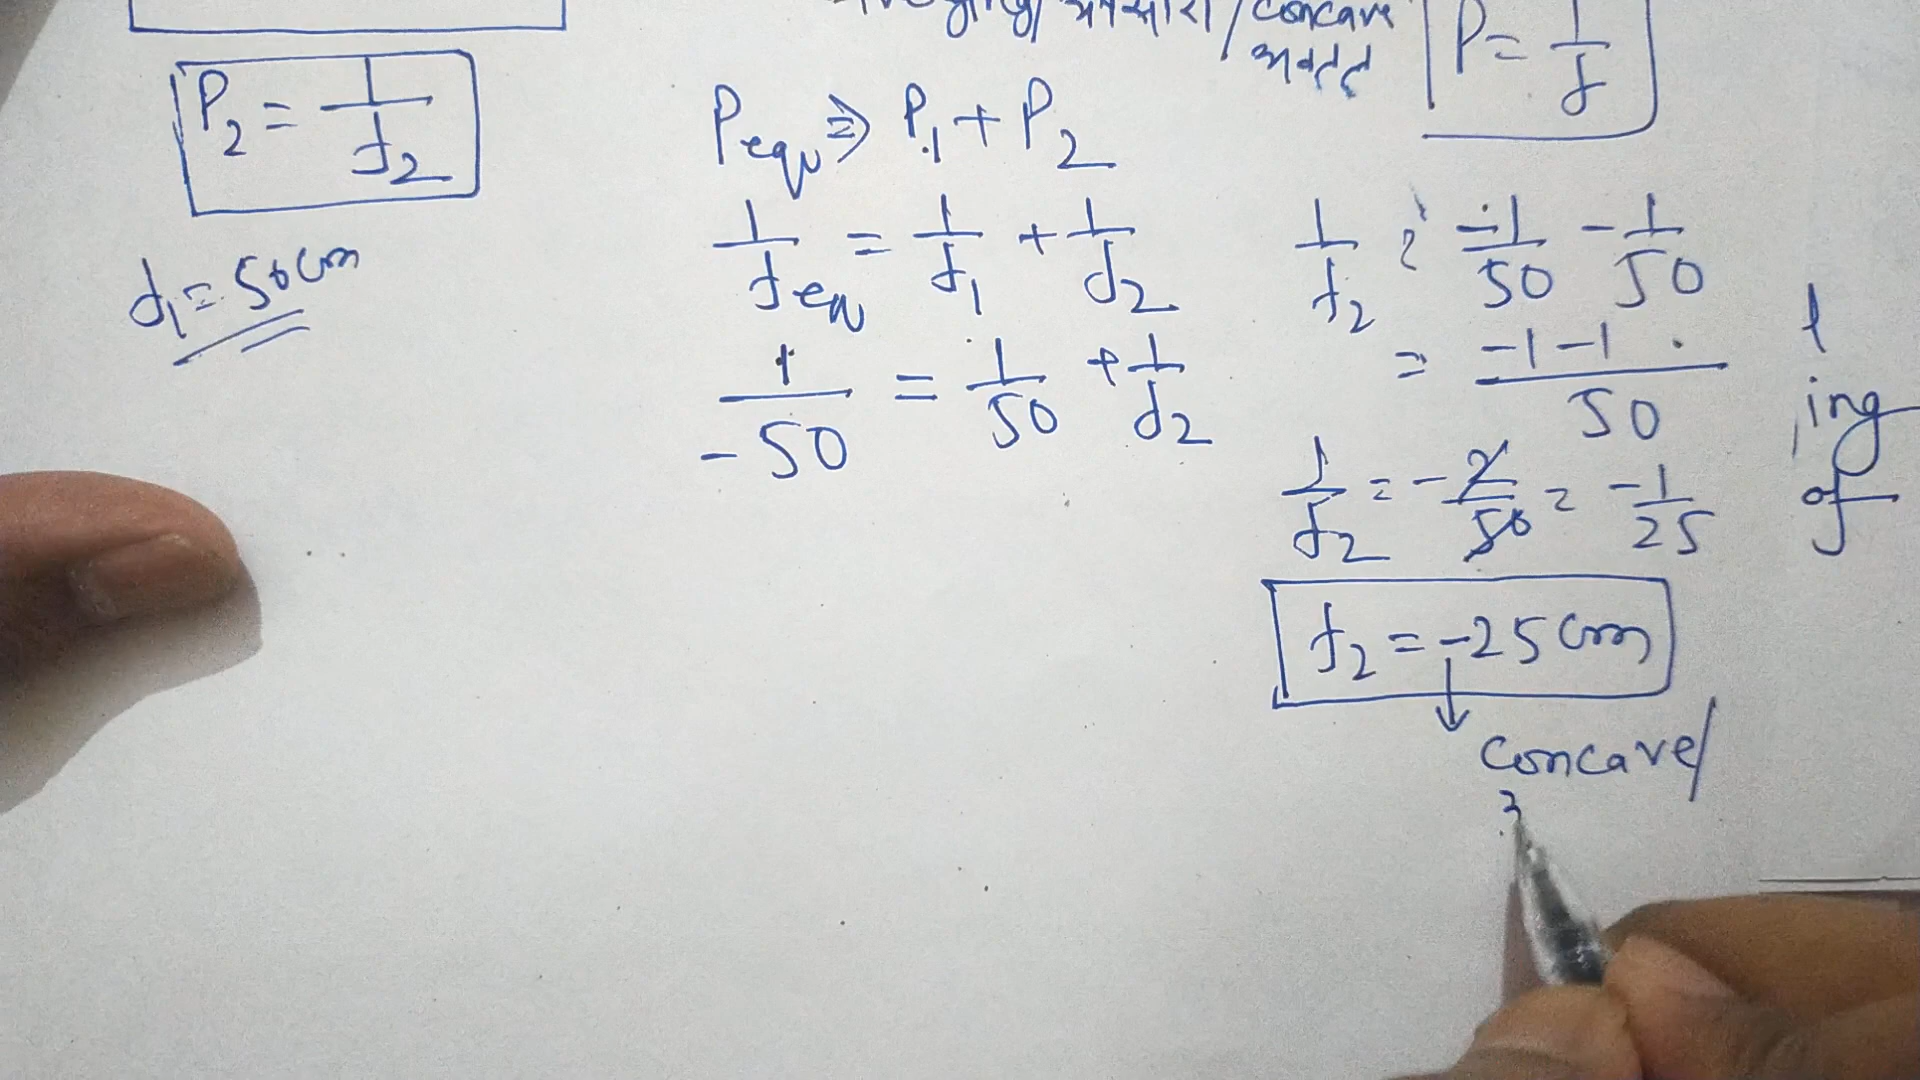 / concave
P = 1/f
P₂ = 1/f₂
f₁ = 50 cm
Pequ ⇒ P₁ + P₂
1/feq = 1/f₁ + 1/f₂
1/-50 = 1/50 + 1/f₂
1/f₂ = -1/50 - 1/50
= -1-1/50
1/f₂ = -2/50 = -1/25
f₂ = -25 cm
↓
concave/
ing
of